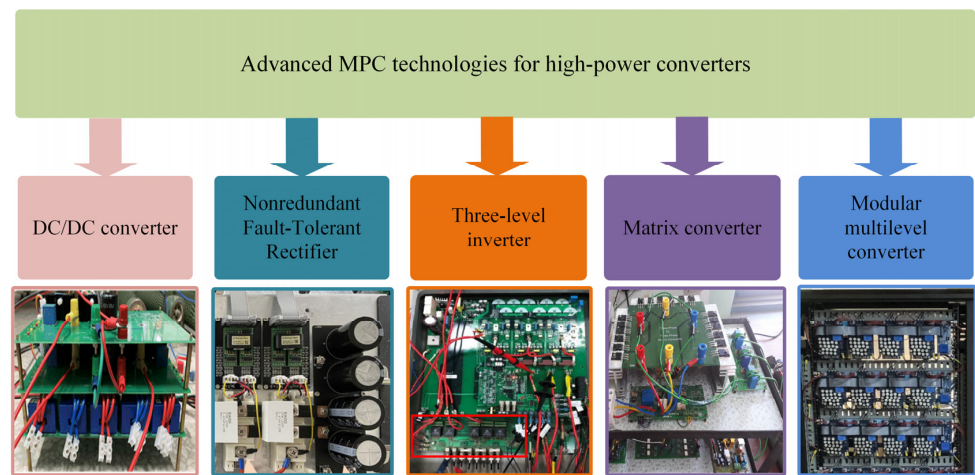 Advanced MPC technologies for high-power converters
DC/DC converter
Nonredundant
Fault-Tolerant
Rectifier
Three-level
inverter
Matrix converter
Modular
multilevel
converter